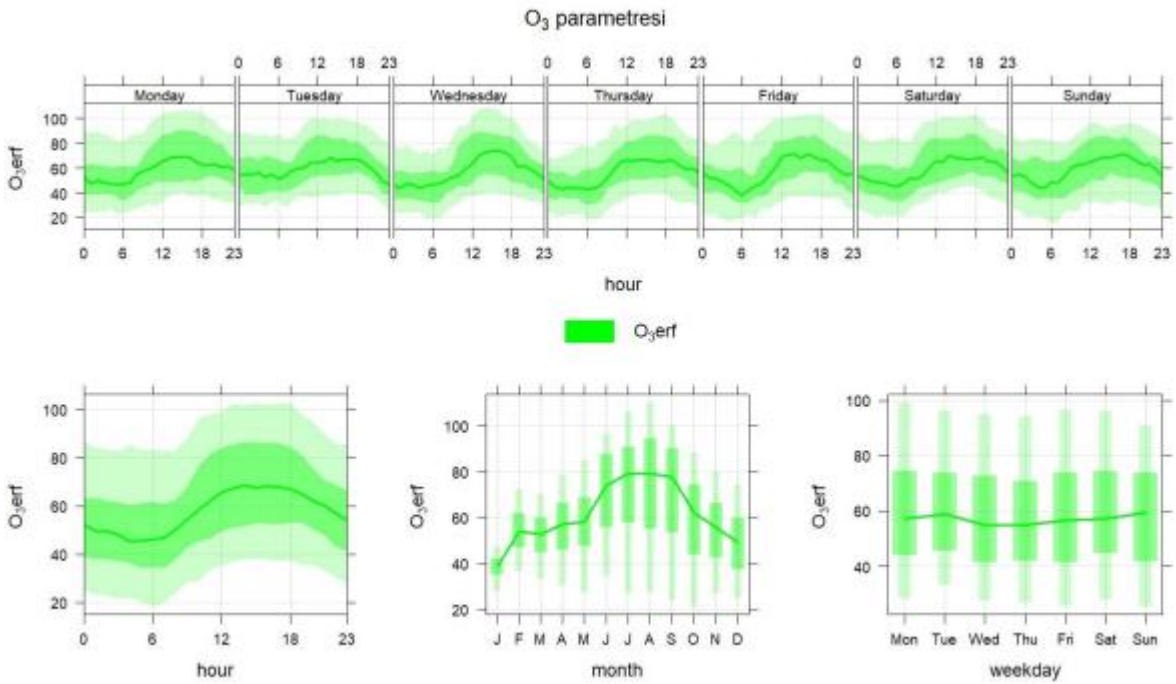 O₃ parametresi
0 6 12 18 23 0 6 12 18 23 0 6 12 18 23
Monday Tuesday Wednesday Thursday Friday Saturday Sunday
O₃erf
100
80
60
40
20
0 6 12 18 23 0 6 12 18 23 0 6 12 18 23 0 6 12 18 23
hour
O₃erf
O₃erf
100
80
60
40
20
0 6 12 18 23
hour
O₃erf
100
80
60
40
20
J F M A M J J A S O N D
month
O₃erf
100
80
60
40
Mon Tue Wed Thu Fri Sat Sun
weekday